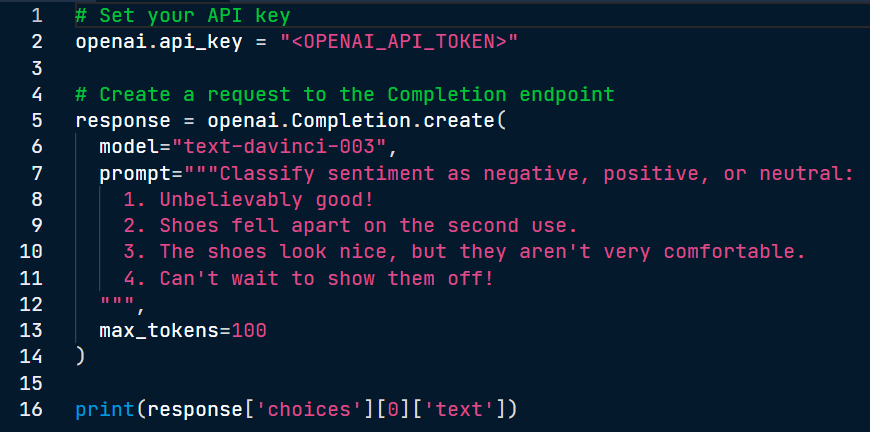 1 # Set your API key
2 openai.api_key = "<OPENAI_API_TOKEN>"
3
4 # Create a request to the Completion endpoint
5 response = openai.Completion.create(
6   model="text-davinci-003",
7   prompt="""Classify sentiment as negative, positive, or neutral:
8     1. Unbelievably good!
9     2. Shoes fell apart on the second use.
10     3. The shoes look nice, but they aren't very comfortable.
11     4. Can't wait to show them off!
12   """,
13   max_tokens=100
14 )
15
16 print(response['choices'][0]['text'])